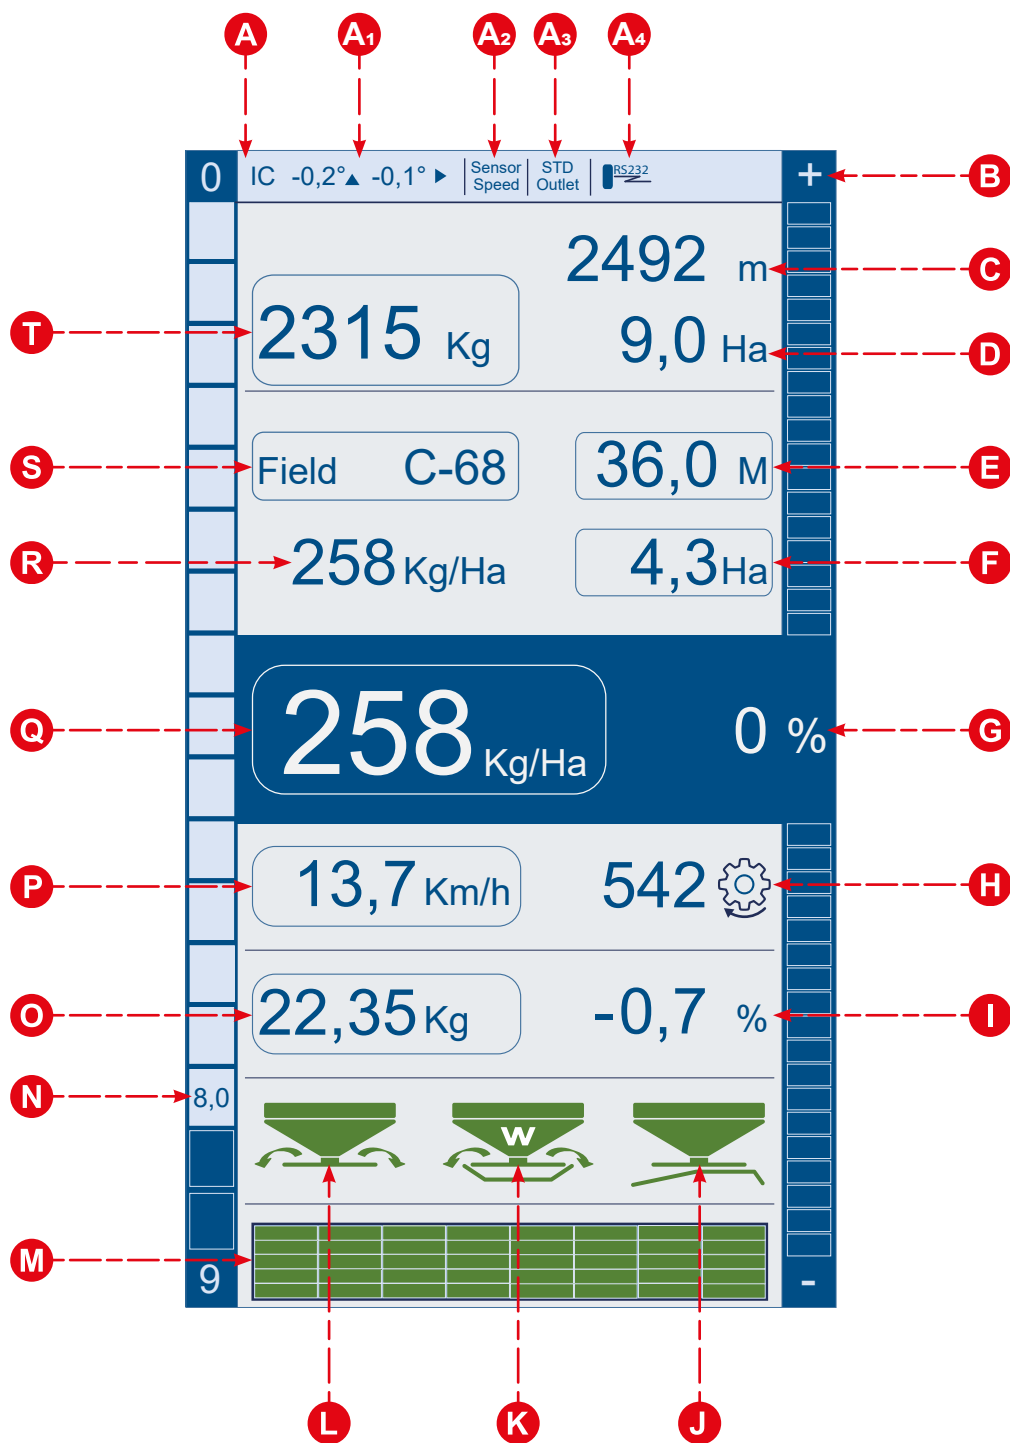 A A1 A2 A3 A4
0 IC -0,2° -0,1° Sensor Speed STD Outlet RS232 + B
2492 m C
T 2315 Kg 9,0 Ha D
S Field C-68 36,0 M E
R 258 Kg/Ha 4,3 Ha F
Q 258 Kg/Ha 0 % G
P 13,7 Km/h 542 H
O 22,35 Kg -0,7 % I
N 8,0
W
M 9 -
L K J